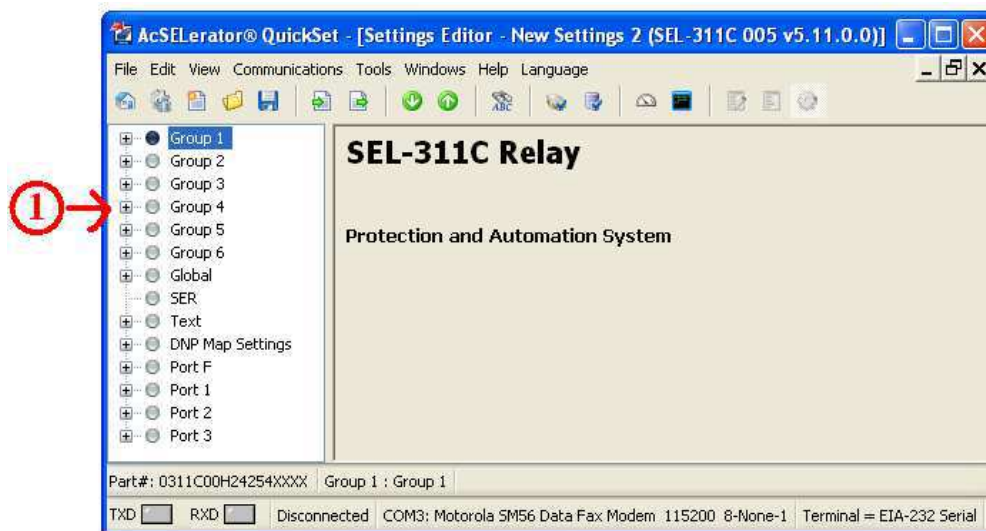 AcSELerator® QuickSet - [Settings Editor - New Settings 2 (SEL-311C 005 v5.11.0.0)]
File Edit View Communications Tools Windows Help Language
Group 1
Group 2
Group 3
1
Group 4
Group 5
Group 6
Global
SER
Text
DNP Map Settings
Port F
Port 1
Port 2
Port 3
SEL-311C Relay
Protection and Automation System
Part#: 0311C00H24254XXXX Group 1 : Group 1
TXD RXD Disconnected COM3: Motorola SM56 Data Fax Modem 115200 8-None-1 Terminal = EIA-232 Serial